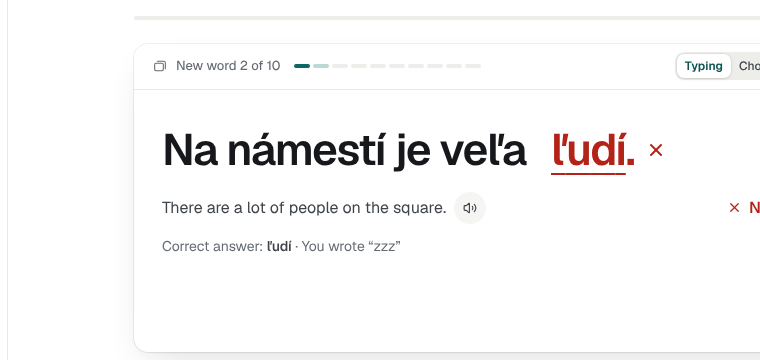 New word 2 of 10
Typing
Na námestí je veľa ľudí.
There are a lot of people on the square.
Correct answer: ľudí · You wrote “zzz”